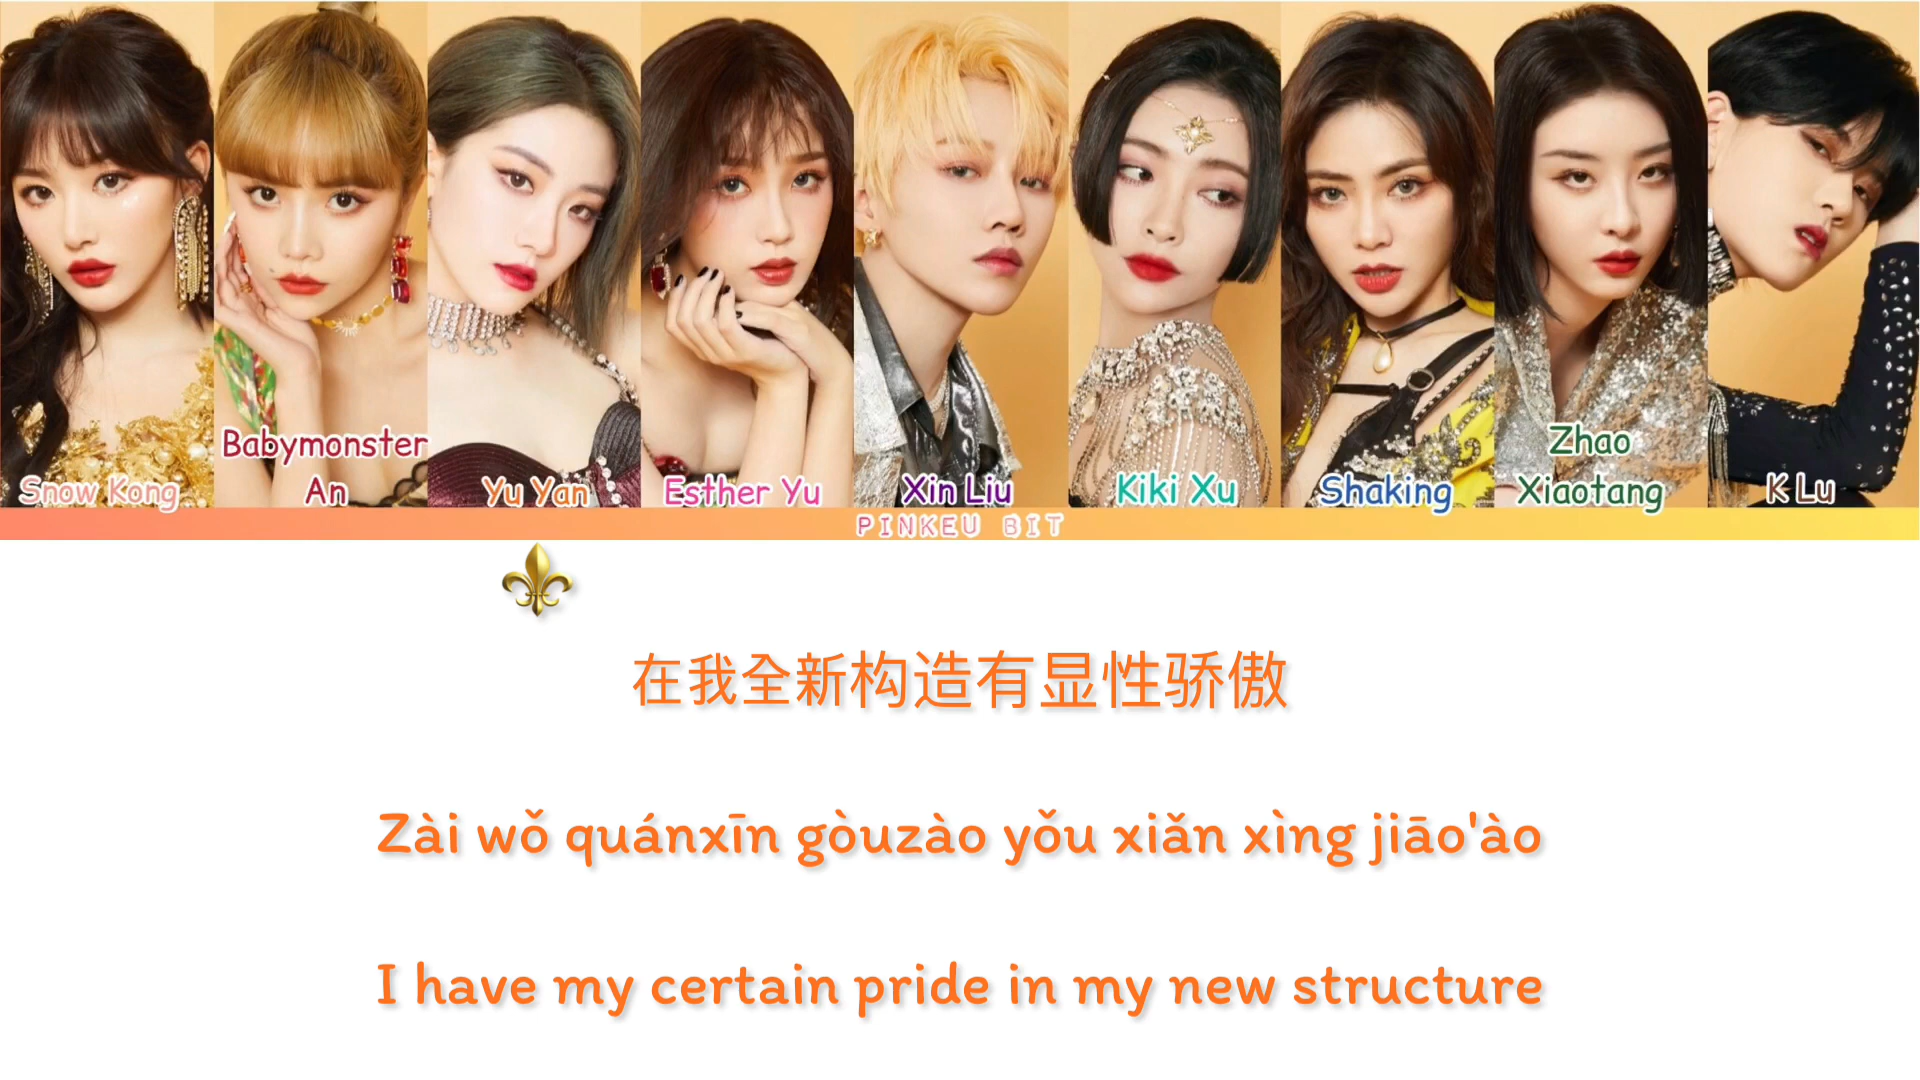 Snow Kong
Babymonster
An
Yu Yan
Esther Yu
Xin Liu
Kiki Xu
Shaking
Zhao
Xiaotang
K Lu
PINKEU BIT
在我全新构造有显性骄傲
Zài wǒ quánxīn gòuzào yǒu xiǎn xìng jiāo'ào
I have my certain pride in my new structure